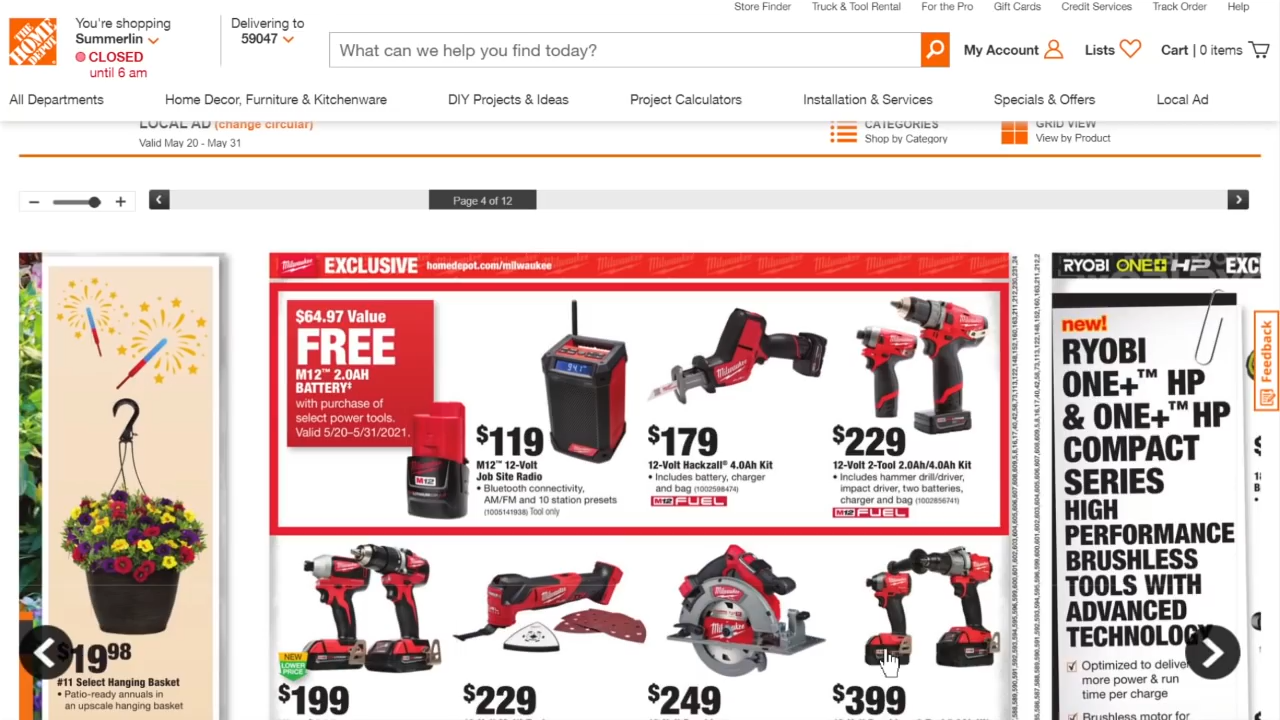 Store Finder Truck & Tool Rental For the Pro Gift Cards Credit Services Track Order Help
THE HOME DEPOT
You're shopping
Summerlin
CLOSED
until 6 am
Delivering to
59047
What can we help you find today?
My Account
Lists
Cart | 0 items
All Departments Home Decor, Furniture & Kitchenware DIY Projects & Ideas Project Calculators Installation & Services Specials & Offers Local Ad
LOCAL AD (change circular)
Valid May 20 - May 31
CATEGORIES
Shop by Category
GRID VIEW
View by Product
Page 4 of 12
Milwaukee EXCLUSIVE homedepot.com/milwaukee
$64.97 Value
FREE
M12™ 2.0AH
BATTERY‡
with purchase of
select power tools.
Valid 5/20–5/31/2021.
$119
M12™ 12-Volt
Job Site Radio
• Bluetooth connectivity,
AM/FM and 10 station presets
(1005141938) Tool only
$179
12-Volt Hackzall® 4.0Ah Kit
• Includes battery, charger
and bag (1002598474)
M12 FUEL
$229
12-Volt 2-Tool 2.0Ah/4.0Ah Kit
• Includes hammer drill/driver,
impact driver, two batteries,
charger and bag (1002856741)
M12 FUEL
NEW
LOWER
PRICE
$199
$229
$249
$399
$19.98
#11 Select Hanging Basket
• Patio-ready annuals in
an upscale hanging basket
RYOBI ONE+ HP EXC
new!
RYOBI
ONE+™ HP
& ONE+™ HP
COMPACT
SERIES
HIGH
PERFORMANCE
BRUSHLESS
TOOLS WITH
ADVANCED
TECHNOLOGY
Optimized to deliver
more power & run
time per charge
Brushless motor for
Feedback